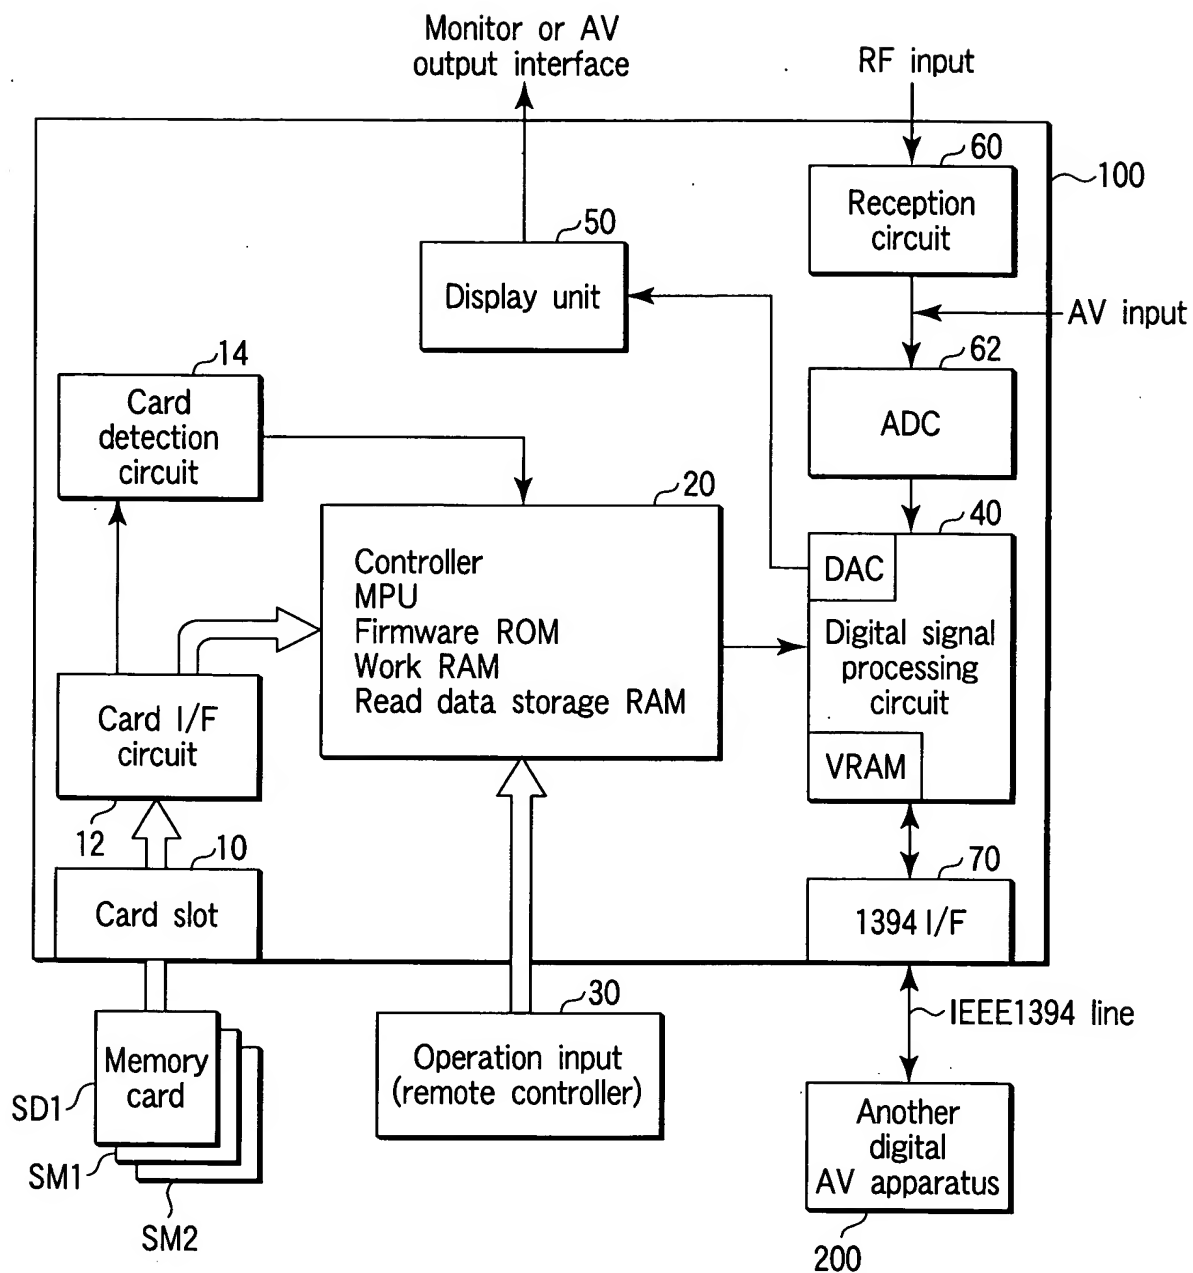 Monitor or AV
output interface
RF input
60
100
Reception
circuit
50
Display unit
AV input
14
62
Card
detection
circuit
ADC
20
40
Controller
MPU
Firmware ROM
Work RAM
Read data storage RAM
DAC
Digital signal
processing
circuit
VRAM
Card I/F
circuit
12
10
70
Card slot
1394 I/F
30
IEEE1394 line
Memory
card
Operation input
(remote controller)
SD1
SM1
SM2
Another
digital
AV apparatus
200